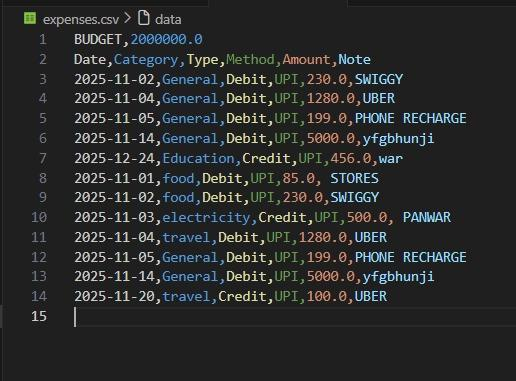 expenses.csv > data
1 BUDGET,2000000.0
2 Date,Category,Type,Method,Amount,Note
3 2025-11-02,General,Debit,UPI,230.0,SWIGGY
4 2025-11-04,General,Debit,UPI,1280.0,UBER
5 2025-11-05,General,Debit,UPI,199.0,PHONE RECHARGE
6 2025-11-14,General,Debit,UPI,5000.0,yfgbhunji
7 2025-12-24,Education,Credit,UPI,456.0,war
8 2025-11-01,food,Debit,UPI,85.0, STORES
9 2025-11-02,food,Debit,UPI,230.0,SWIGGY
10 2025-11-03,electricity,Credit,UPI,500.0, PANWAR
11 2025-11-04,travel,Debit,UPI,1280.0,UBER
12 2025-11-05,General,Debit,UPI,199.0,PHONE RECHARGE
13 2025-11-14,General,Debit,UPI,5000.0,yfgbhunji
14 2025-11-20,travel,Credit,UPI,100.0,UBER
15